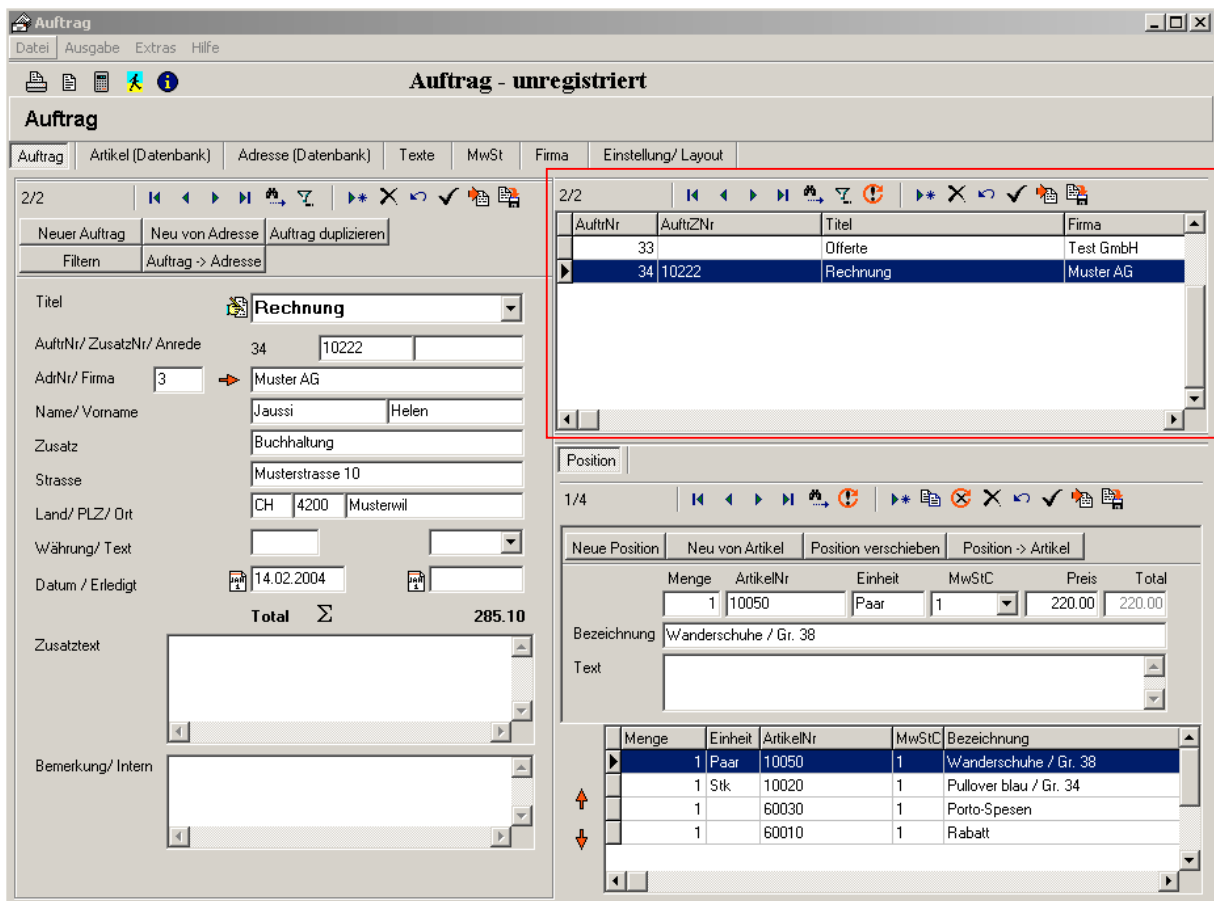 Auftrag
Datei Ausgabe Extras Hilfe
Auftrag - unregistriert
Auftrag
Auftrag Artikel (Datenbank) Adresse (Datenbank) Texte MwSt Firma Einstellung/ Layout
2/2
Neuer Auftrag Neu von Adresse Auftrag duplizieren
Filtern Auftrag -> Adresse
Titel Rechnung
AuftrNr/ ZusatzNr/ Anrede 34 10222
AdrNr/ Firma 3 Muster AG
Name/ Vorname Jaussi Helen
Zusatz Buchhaltung
Strasse Musterstrasse 10
Land/ PLZ/ Ort CH 4200 Musterwil
Währung/ Text
Datum / Erledigt 14.02.2004
Total Σ 285.10
Zusatztext
Bemerkung/ Intern
2/2
AuftrNr AuftrZNr Titel Firma
33 Offerte Test GmbH
34 10222 Rechnung Muster AG
Position
1/4
Neue Position Neu von Artikel Position verschieben Position -> Artikel
Menge ArtikelNr Einheit MwStC Preis Total
1 10050 Paar 1 220.00 220.00
Bezeichnung Wanderschuhe / Gr. 38
Text
Menge Einheit ArtikelNr MwStC Bezeichnung
1 Paar 10050 1 Wanderschuhe / Gr. 38
1 Stk 10020 1 Pullover blau / Gr. 34
1 60030 1 Porto-Spesen
1 60010 1 Rabatt